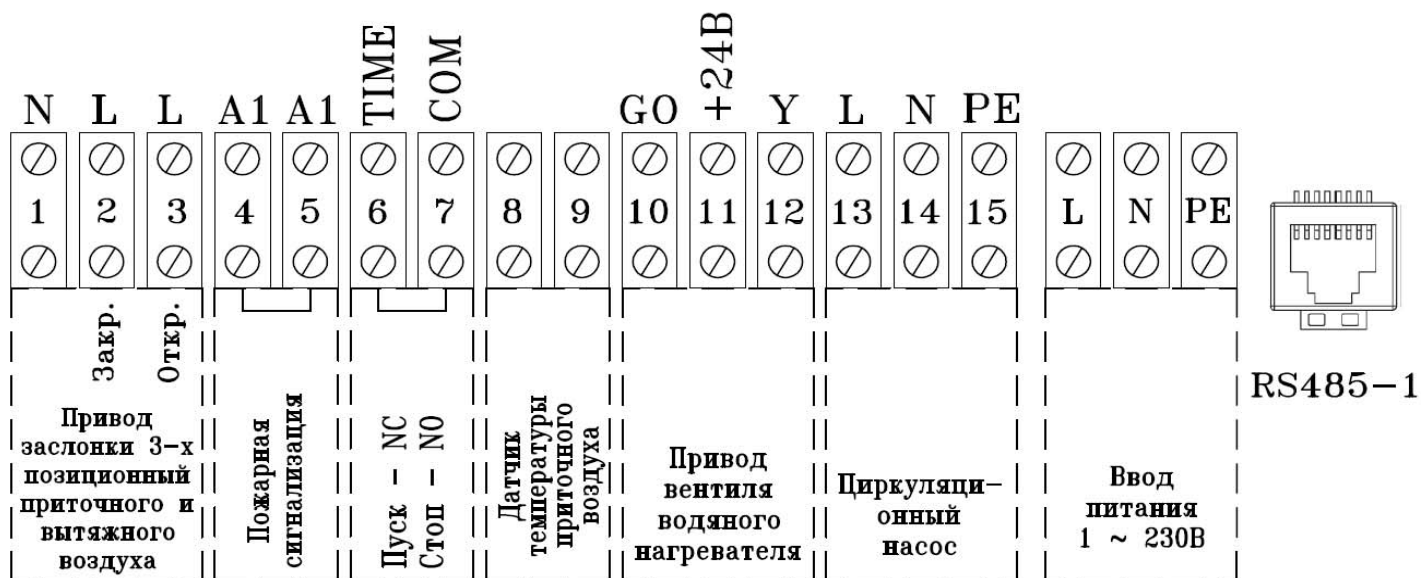 N L L A1 A1 TIME COM GO +24В Y L N PE
1 2 3 4 5 6 7 8 9 10 11 12 13 14 15 L N PE
Закр.
Откр.
Привод
заслонки 3-х
позиционный
приточного и
вытяжного
воздуха
Пожарная
сигнализация
Пуск - NC
Стоп - NO
Датчик
температуры
приточного
воздуха
Привод
вентиля
водяного
нагревателя
Циркуляци-
онный
насос
Ввод
питания
1 ~ 230В
RS485-1